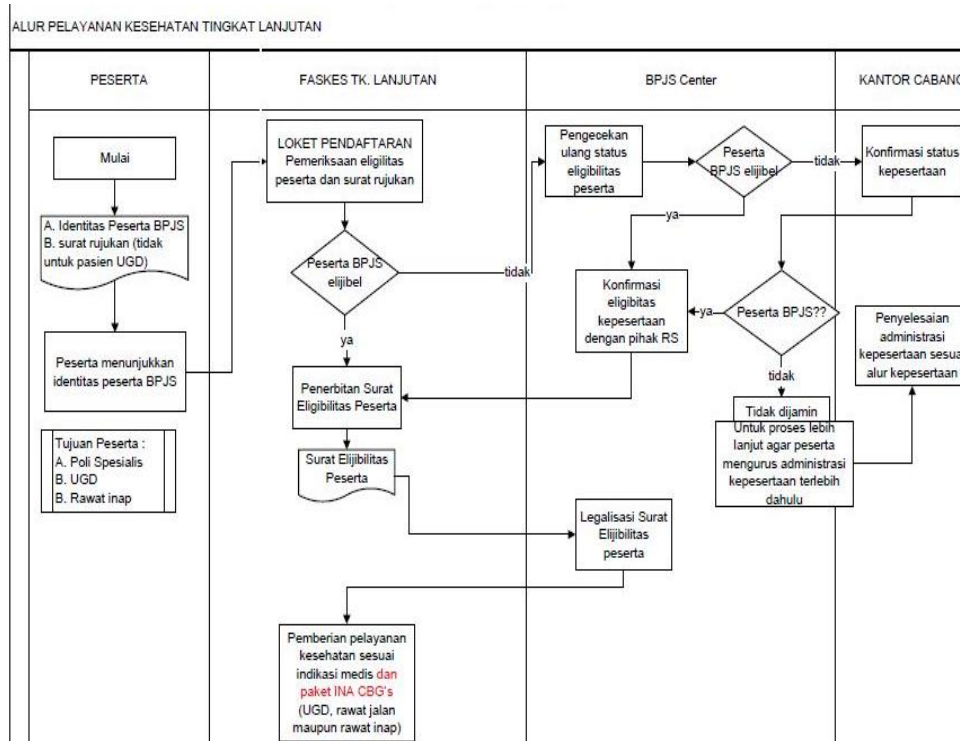 ALUR PELAYANAN KESEHATAN TINGKAT LANJUTAN
PESERTA
FASKES TK. LANJUTAN
BPJS Center
KANTOR CABANG
Mulai
A. Identitas Peserta BPJS
B. surat rujukan (tidak
untuk pasien UGD)
Peserta menunjukkan
identitas peserta BPJS
Tujuan Peserta :
A. Poli Spesialis
B. UGD
B. Rawat inap
LOKET PENDAFTARAN
Pemeriksaan eligilitas
peserta dan surat rujukan
Peserta BPJS
elijibel
tidak
ya
Penerbitan Surat
Eligibilitas Peserta
Surat Elijibilitas
Peserta
Pemberian pelayanan
kesehatan sesuai
indikasi medis dan
paket INA CBG's
(UGD, rawat jalan
maupun rawat inap)
Pengecekan
ulang status
eligibilitas
peserta
Peserta
BPJS elijibel
tidak
ya
Konfirmasi
eligibitas
kepesertaan
dengan pihak RS
ya
Peserta BPJS??
tidak
Tidak dijamin
Untuk proses lebih
lanjut agar peserta
mengurus administrasi
kepesertaan terlebih
dahulu
Legalisasi Surat
Elijibilitas
peserta
Konfirmasi status
kepesertaan
Penyelesaian
administrasi
kepesertaan sesua
alur kepesertaan